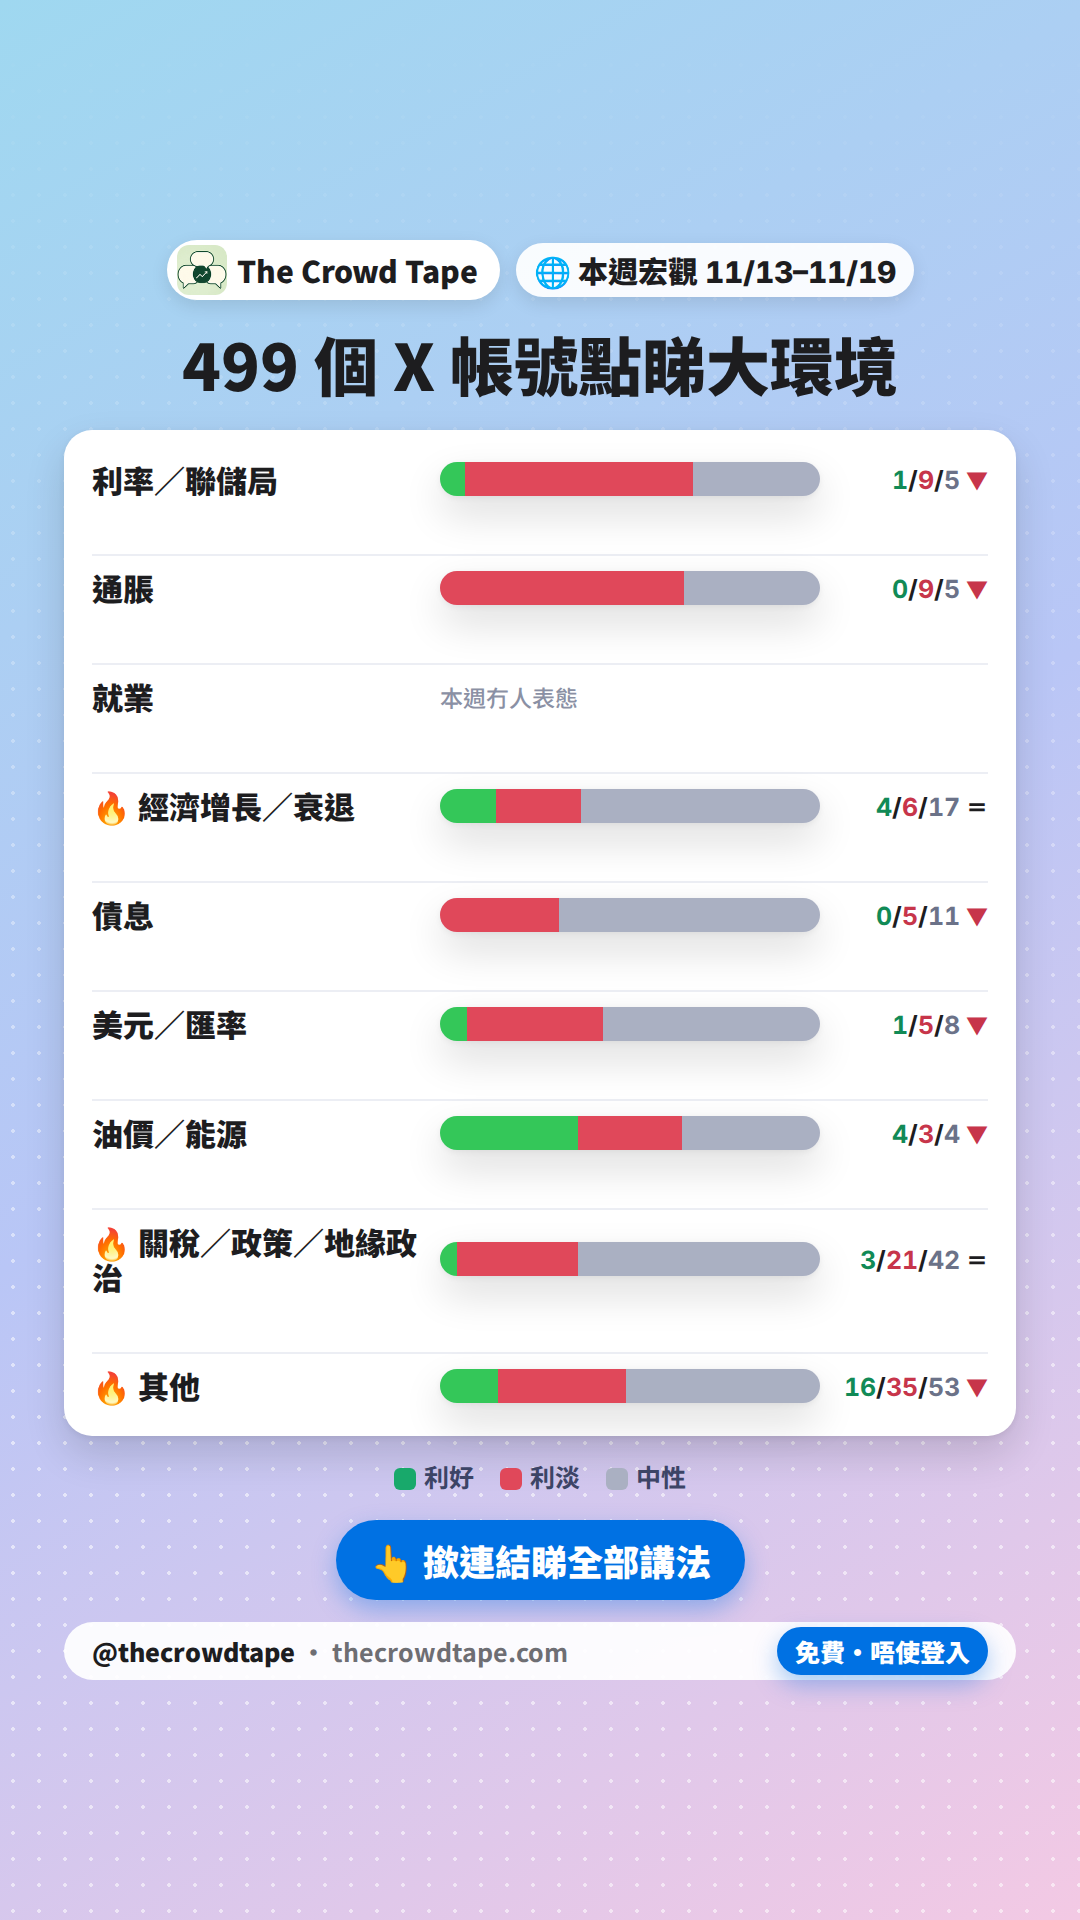 The Crowd Tape
🌐 本週宏觀 11/13–11/19
499 個 X 帳號點睇大環境
利率／聯儲局
1/9/5 ▼
通脹
0/9/5 ▼
就業
本週冇人表態
🔥 經濟增長／衰退
4/6/17 =
債息
0/5/11 ▼
美元／匯率
1/5/8 ▼
油價／能源
4/3/4 ▼
🔥 關稅／政策／地緣政
治
3/21/42 =
🔥 其他
16/35/53 ▼
利好 利淡 中性
👆 撳連結睇全部講法
@thecrowdtape · thecrowdtape.com
免費・唔使登入